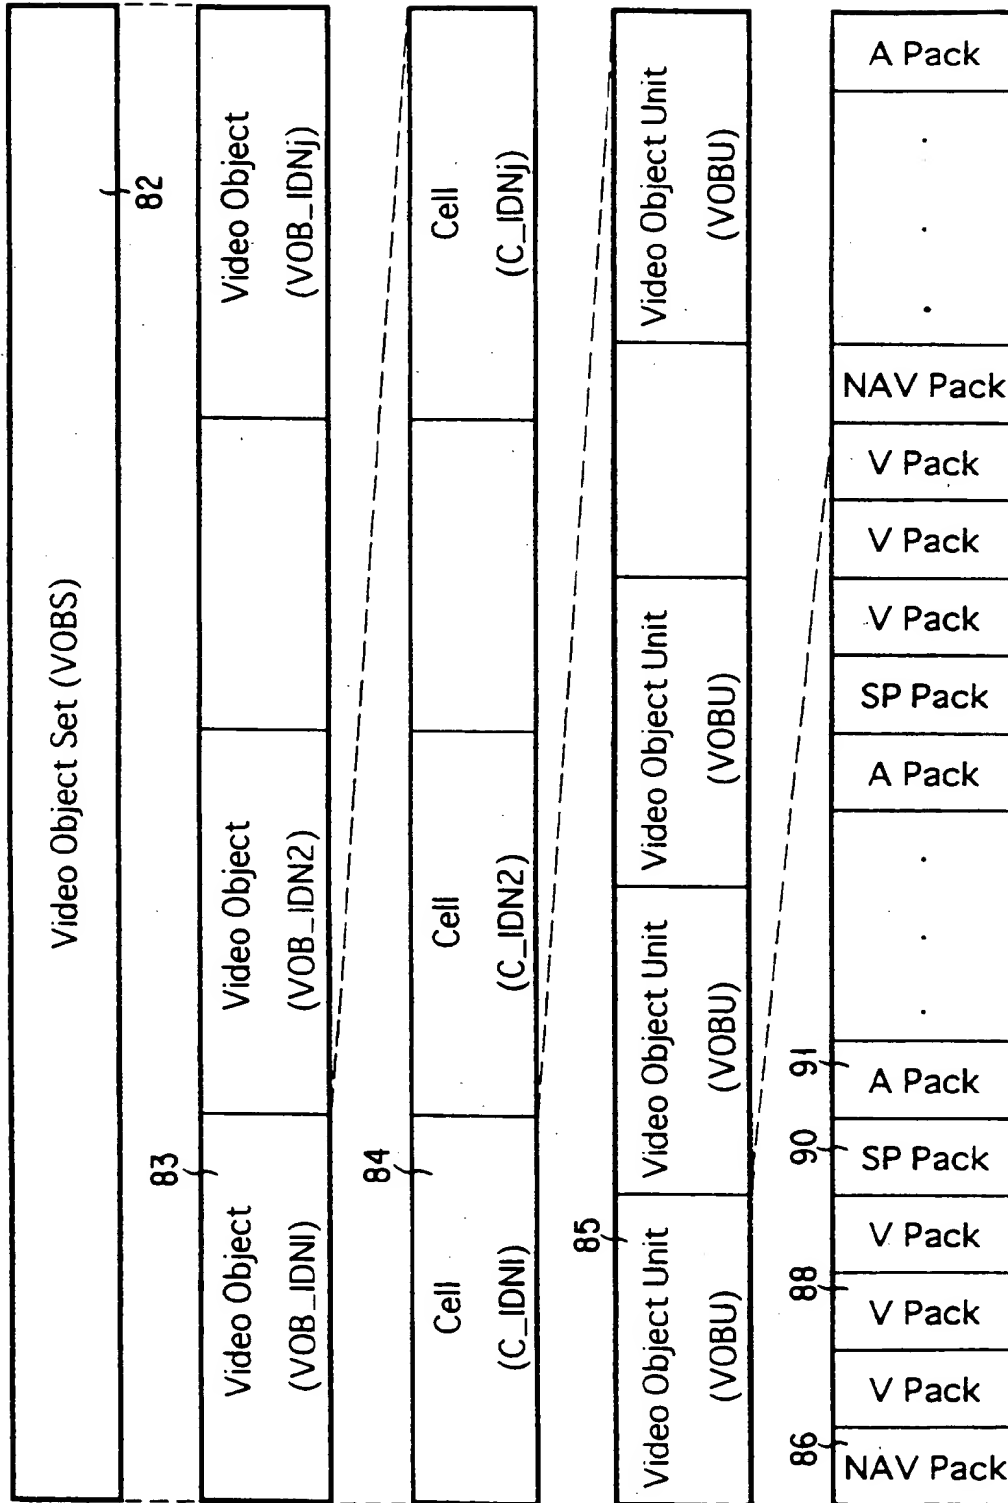 Video Object Set (VOBS)
82
83
Video Object
(VOB_IDN1)
Video Object
(VOB_IDN2)
Video Object
(VOB_IDNj)
84
Cell
(C_IDN1)
Cell
(C_IDN2)
Cell
(C_IDNj)
85
Video Object Unit
(VOBU)
Video Object Unit
(VOBU)
Video Object Unit
(VOBU)
Video Object Unit
(VOBU)
86
88
90
91
NAV Pack
V Pack
V Pack
V Pack
SP Pack
A Pack
. . .
A Pack
SP Pack
V Pack
V Pack
V Pack
NAV Pack
. . .
A Pack